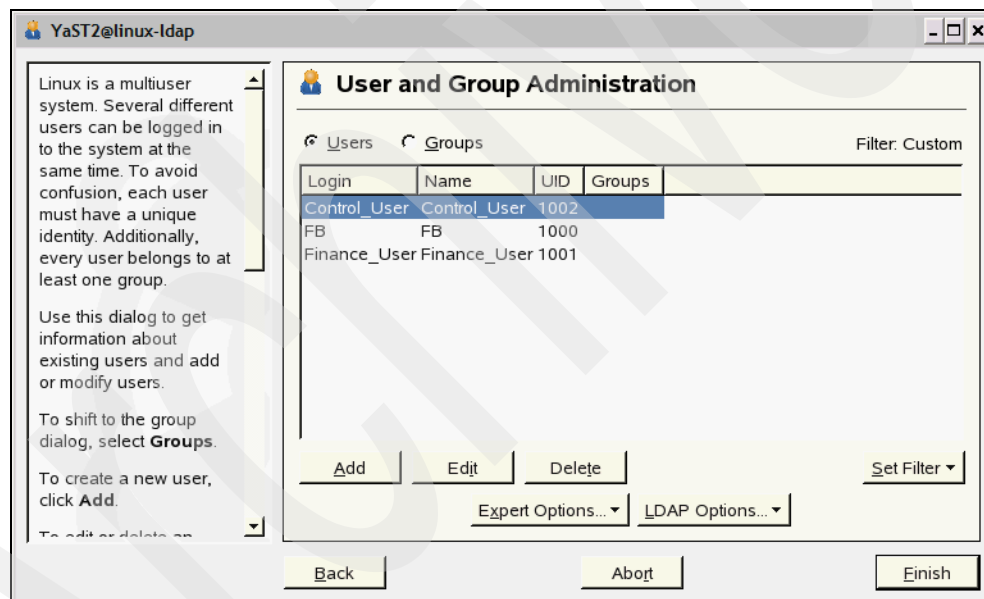 YaST2@linux-ldap
Linux is a multiuser
system. Several different
users can be logged in
to the system at the
same time. To avoid
confusion, each user
must have a unique
identity. Additionally,
every user belongs to at
least one group.
Use this dialog to get
information about
existing users and add
or modify users.
To shift to the group
dialog, select Groups.
To create a new user,
click Add.
To edit or delete an
User and Group Administration
Users Groups Filter: Custom
Login Name UID Groups
Control_User Control_User 1002
FB FB 1000
Finance_User Finance_User 1001
Add Edit Delete Set Filter
Expert Options... LDAP Options...
Back Abort Finish